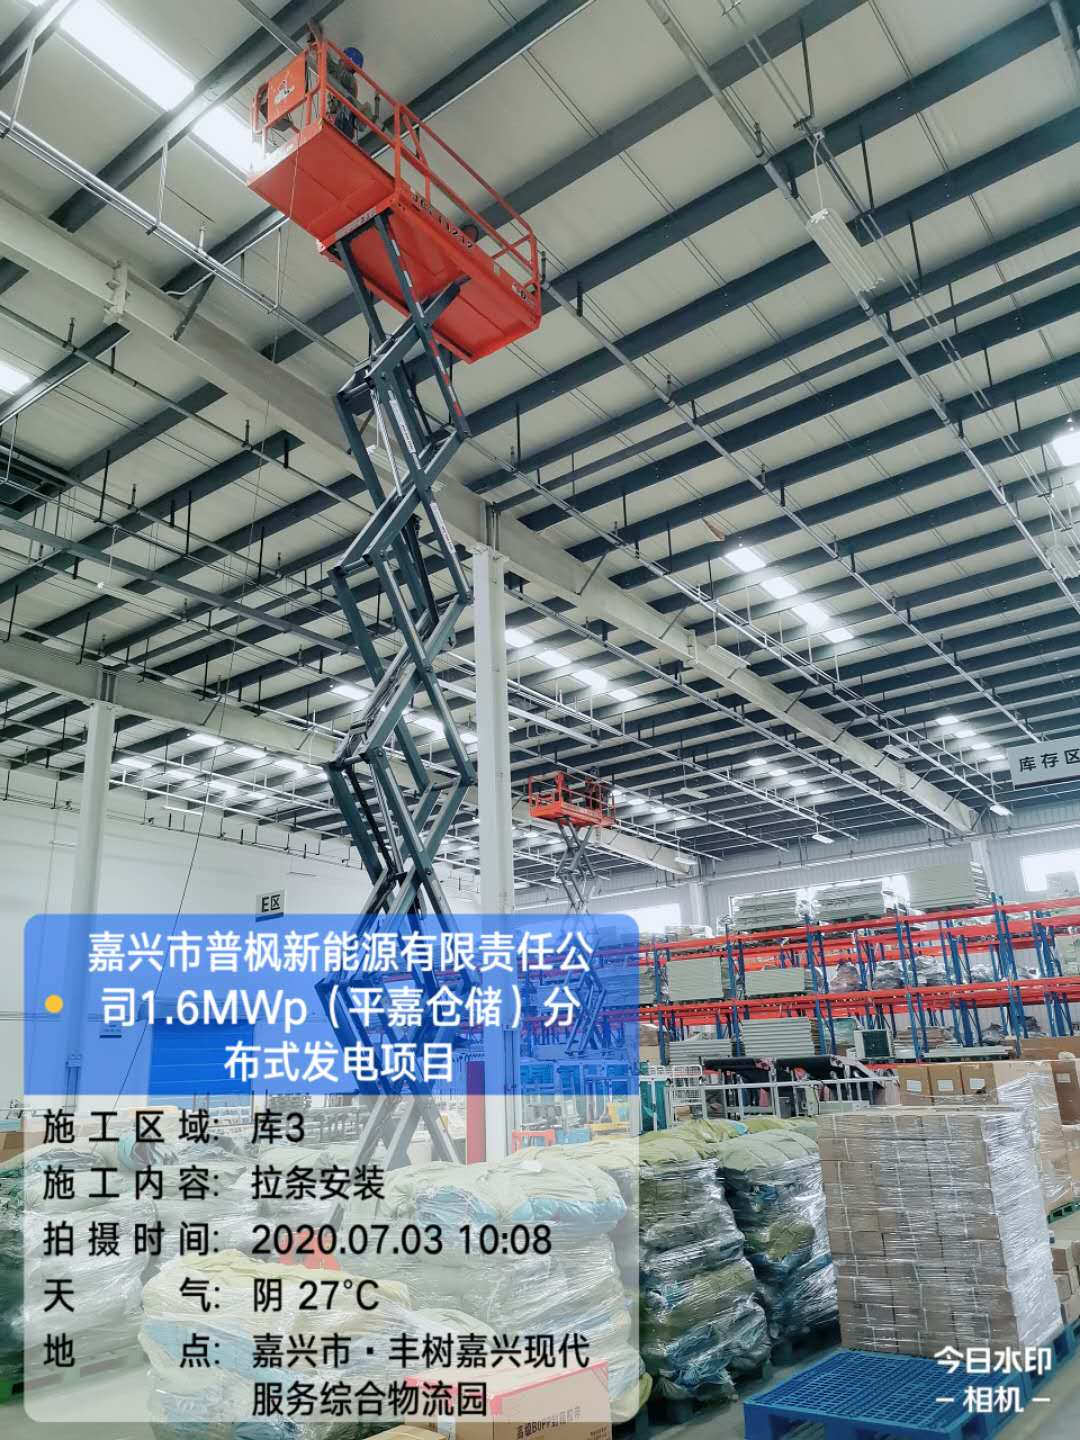 库存区
E区
嘉兴市普枫新能源有限责任公
司1.6MWp（平嘉仓储）分
布式发电项目
施工区域: 库3
施工内容: 拉条安装
拍摄时间: 2020.07.03 10:08
天气: 阴 27°C
地点: 嘉兴市·丰树嘉兴现代
服务综合物流园
今日水印
-相机-